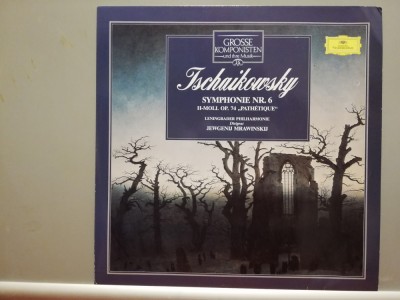 GROSSE
KOMPONISTEN
und ihre Musik
Tschaikowsky
SYMPHONIE NR. 6
H-MOLL OP. 74 „PATHÉTIQUE“
LENINGRADER PHILHARMONIE
Dirigent
JEWGENIJ MRAWINSKIJ